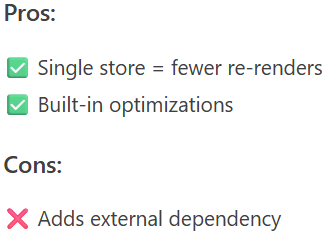 Pros:
✅ Single store = fewer re-renders
✅ Built-in optimizations
Cons:
❌ Adds external dependency